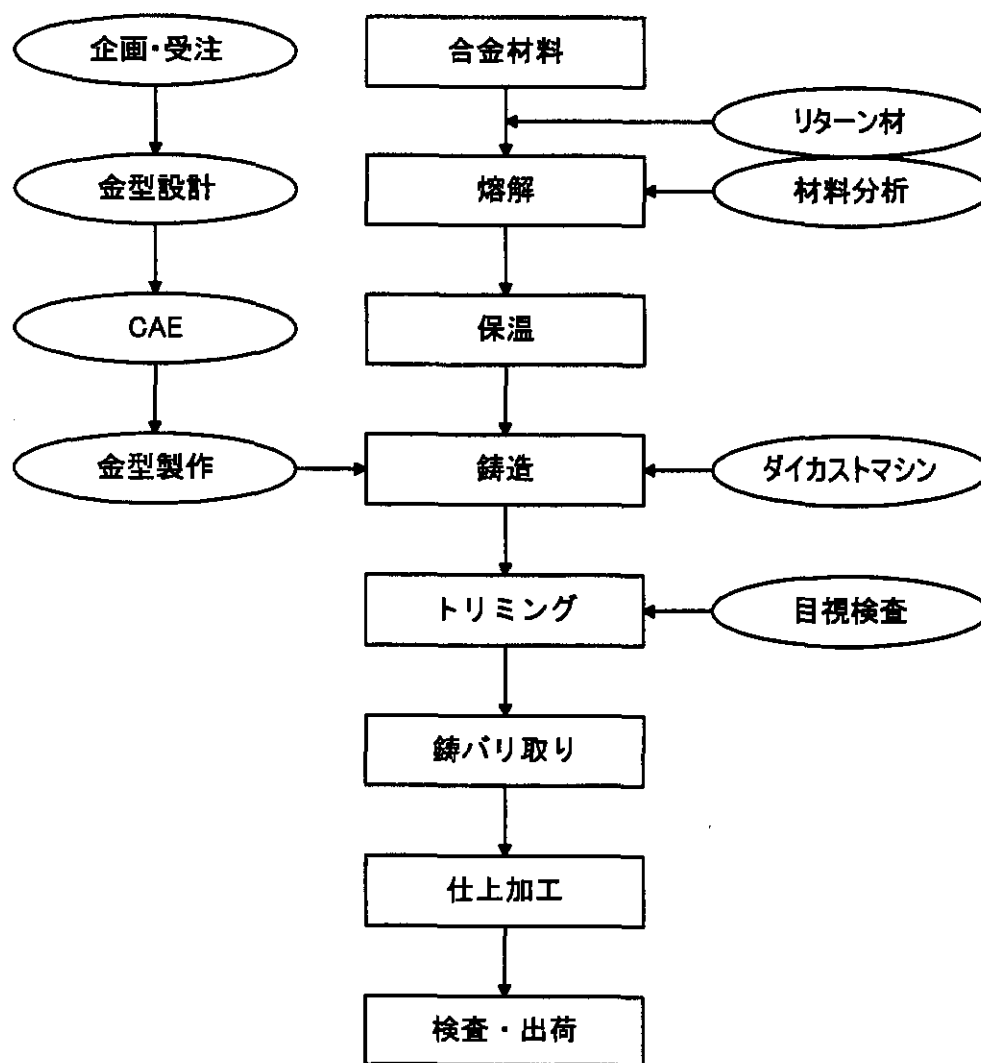 企画・受注
合金材料
リターン材
金型設計
熔解
材料分析
CAE
保温
金型製作
鋳造
ダイカストマシン
トリミング
目視検査
鋳バリ取り
仕上加工
検査・出荷